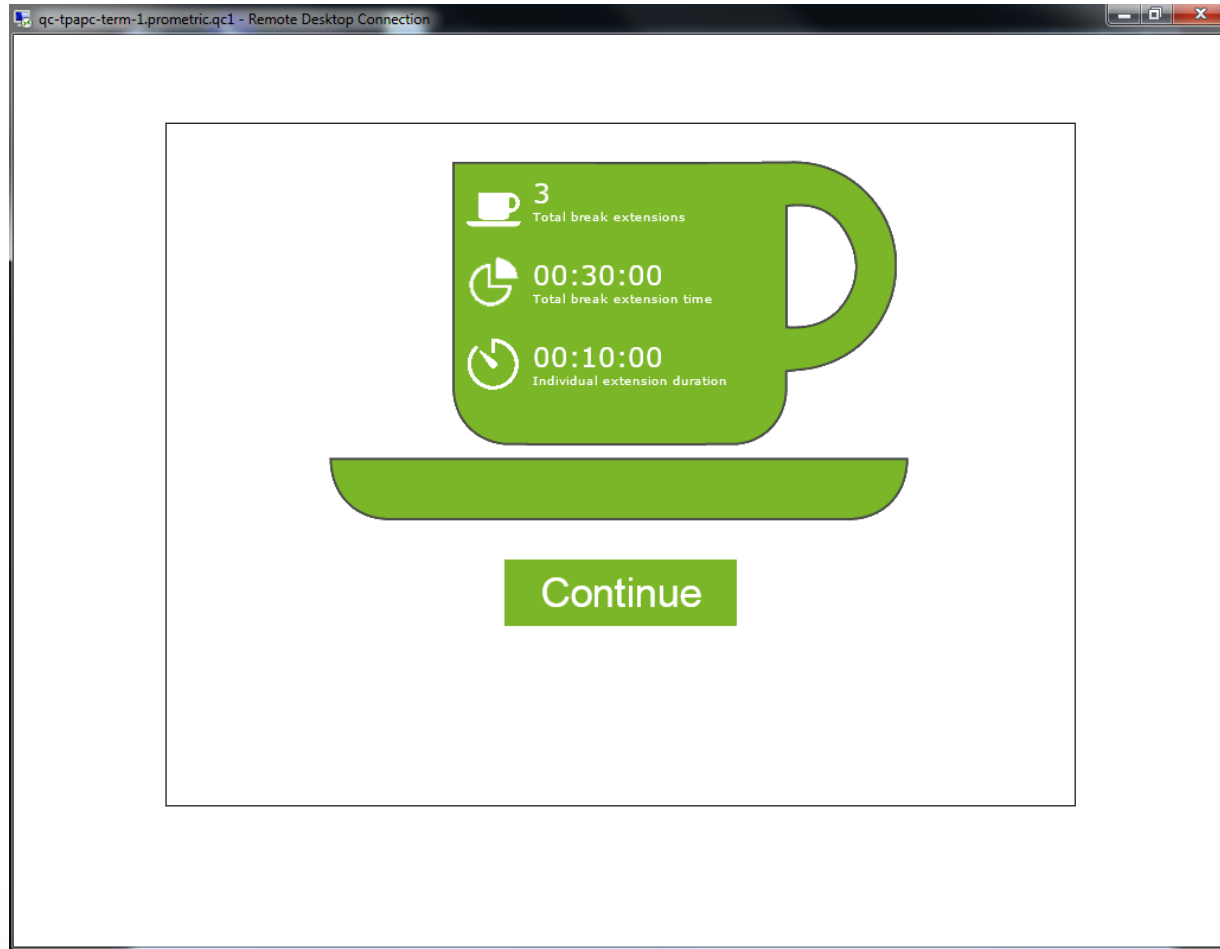 qc-tpapc-term-1.prometric.qc1 - Remote Desktop Connection
3
Total break extensions
00:30:00
Total break extension time
00:10:00
Individual extension duration
Continue